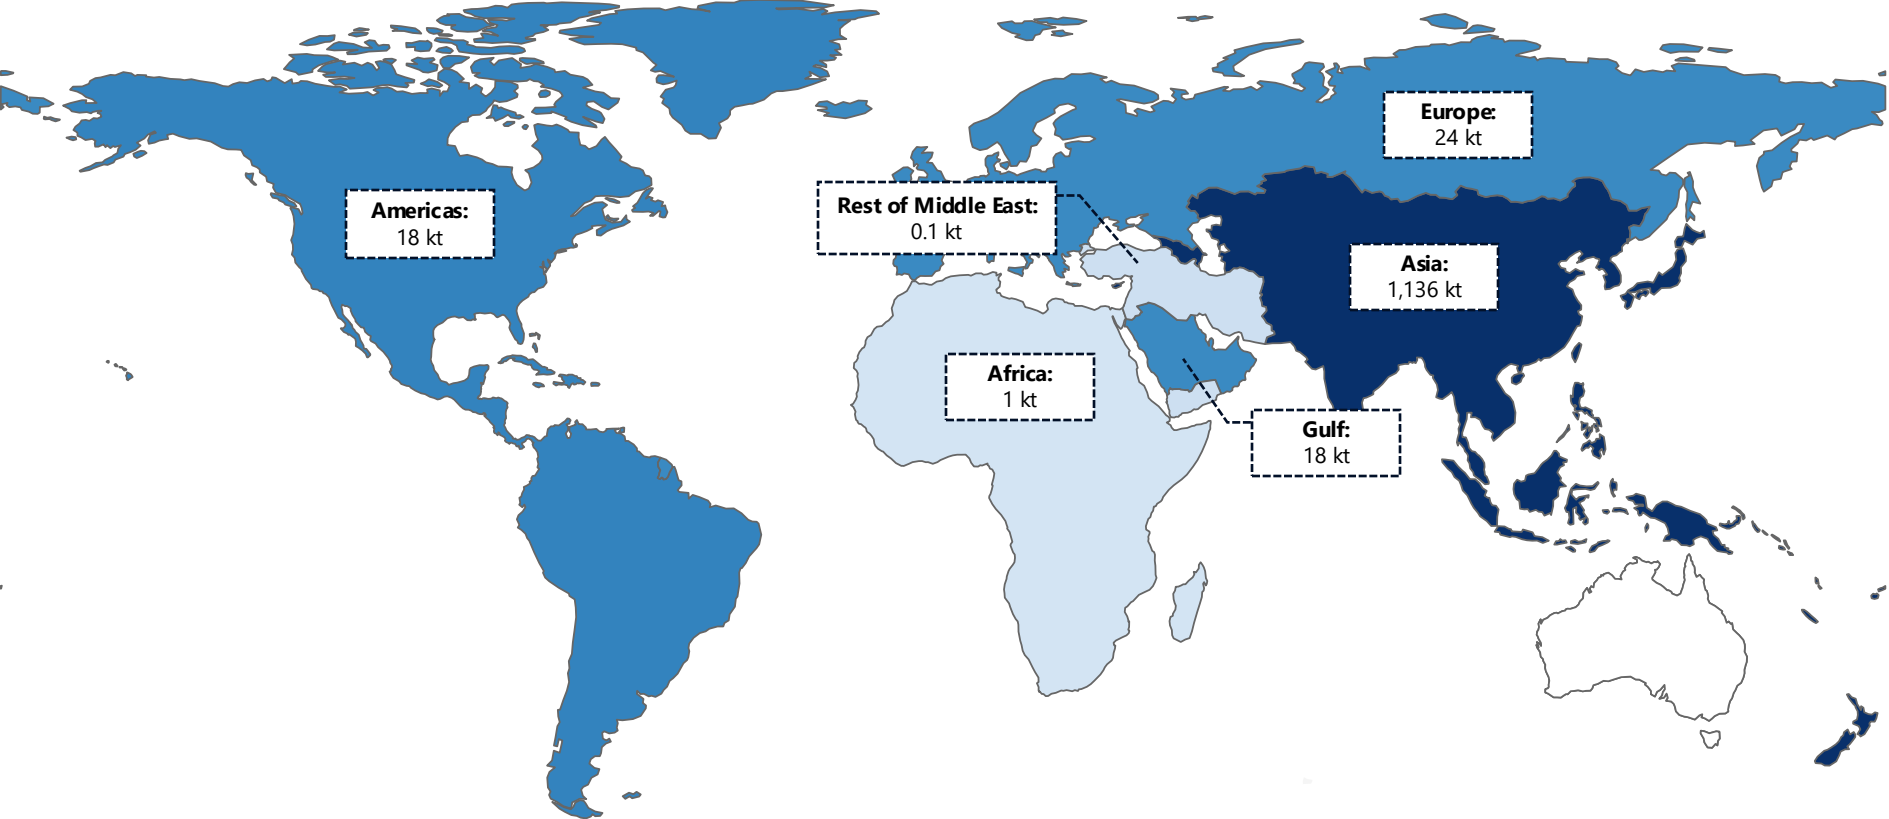 Europe:
24 kt
Americas:
18 kt
Rest of Middle East:
0.1 kt
Asia:
1,136 kt
Africa:
1 kt
Gulf:
18 kt